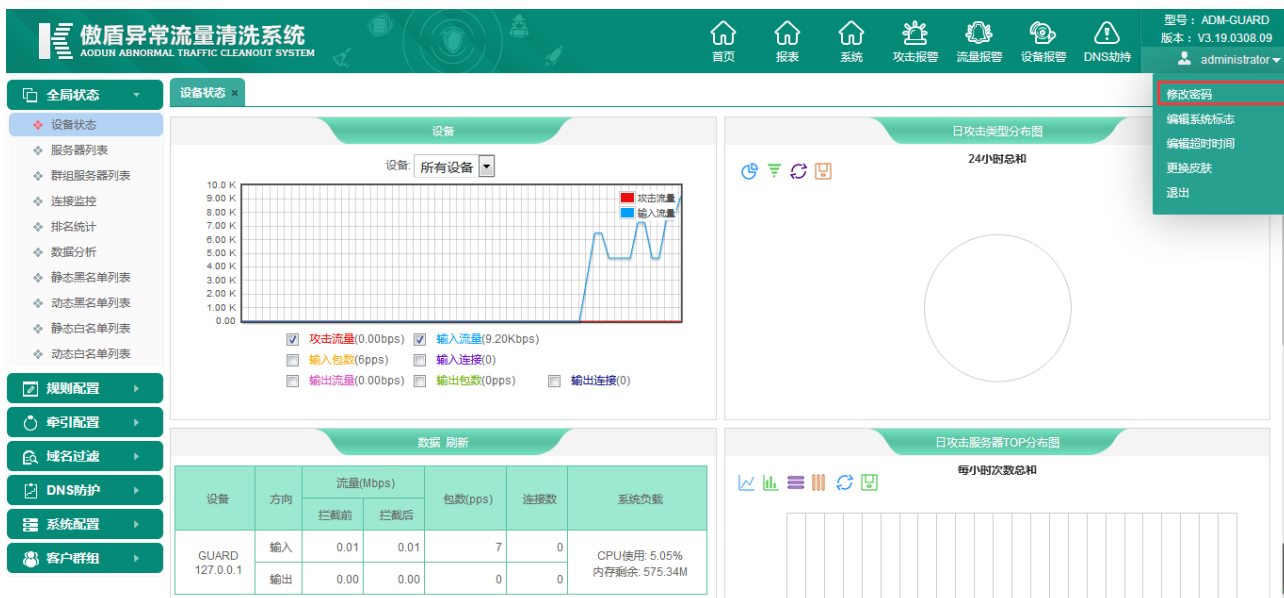 傲盾异常流量清洗系统
AODUN ABNORMAL TRAFFIC CLEANOUT SYSTEM
首页
报表
系统
攻击报警
流量报警
设备报警
DNS劫持
型号： ADM-GUARD
版本： V3.19.0308.09
administrator
修改密码
编辑系统标志
编辑超时时间
更换皮肤
退出
全局状态
设备状态
服务器列表
群组服务器列表
连接监控
排名统计
数据分析
静态黑名单列表
动态黑名单列表
静态白名单列表
动态白名单列表
规则配置
牵引配置
域名过滤
DNS防护
系统配置
客户群组
设备状态 ×
设备
设备: 所有设备
10.0 K
9.00 K
8.00 K
7.00 K
6.00 K
5.00 K
4.00 K
3.00 K
2.00 K
1.00 K
0.00
攻击流量
输入流量
攻击流量(0.00bps) 输入流量(9.20Kbps)
输入包数(6pps) 输入连接(0)
输出流量(0.00bps) 输出包数(0pps) 输出连接(0)
日攻击类型分布图
24小时总和
数据 刷新
设备 方向 流量(Mbps) 包数(pps) 连接数 系统负载
拦截前 拦截后
GUARD
127.0.0.1
输入 0.01 0.01 7 0
输出 0.00 0.00 0 0
CPU使用: 5.05%
内存剩余: 575.34M
日攻击服务器TOP分布图
每小时次数总和